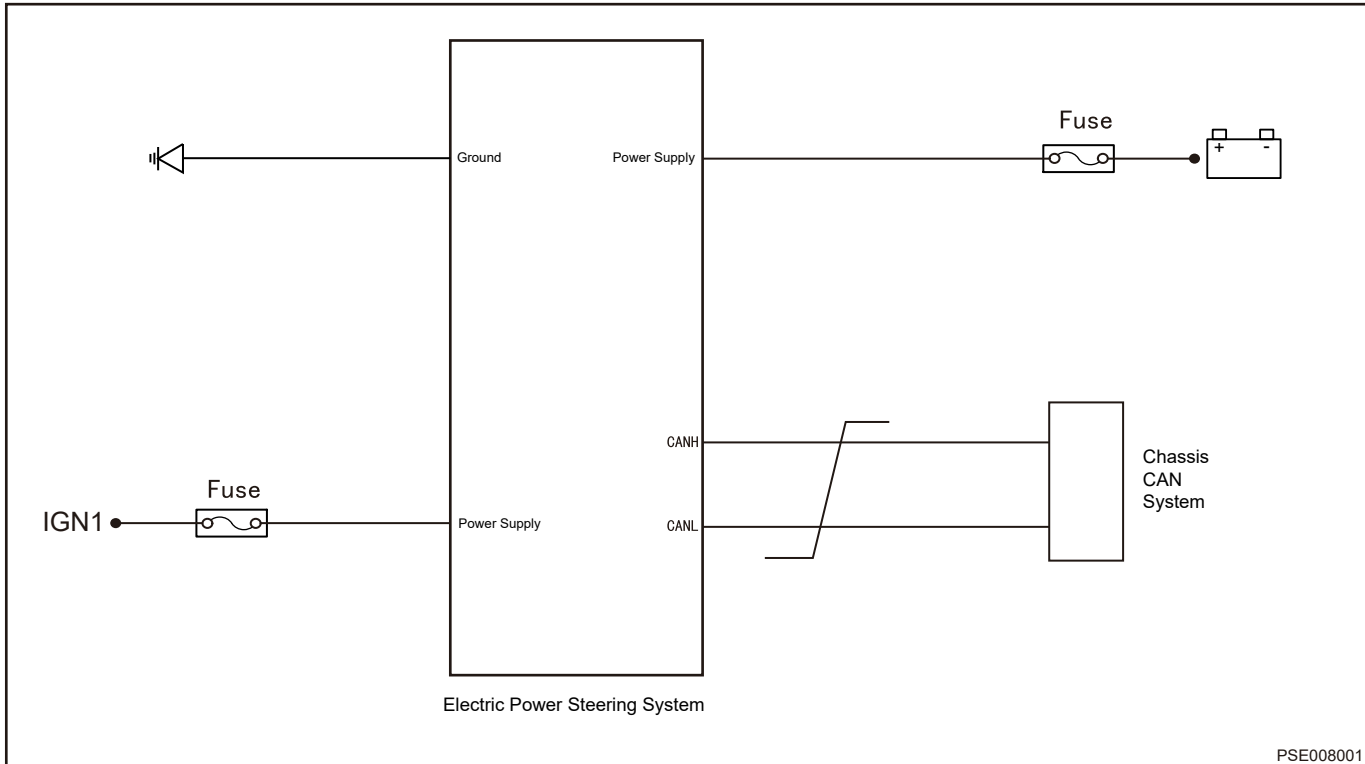 Fuse
+ -
Ground
Power Supply
CANH
Chassis
CAN
System
Fuse
IGN1
Power Supply
CANL
Electric Power Steering System
PSE008001